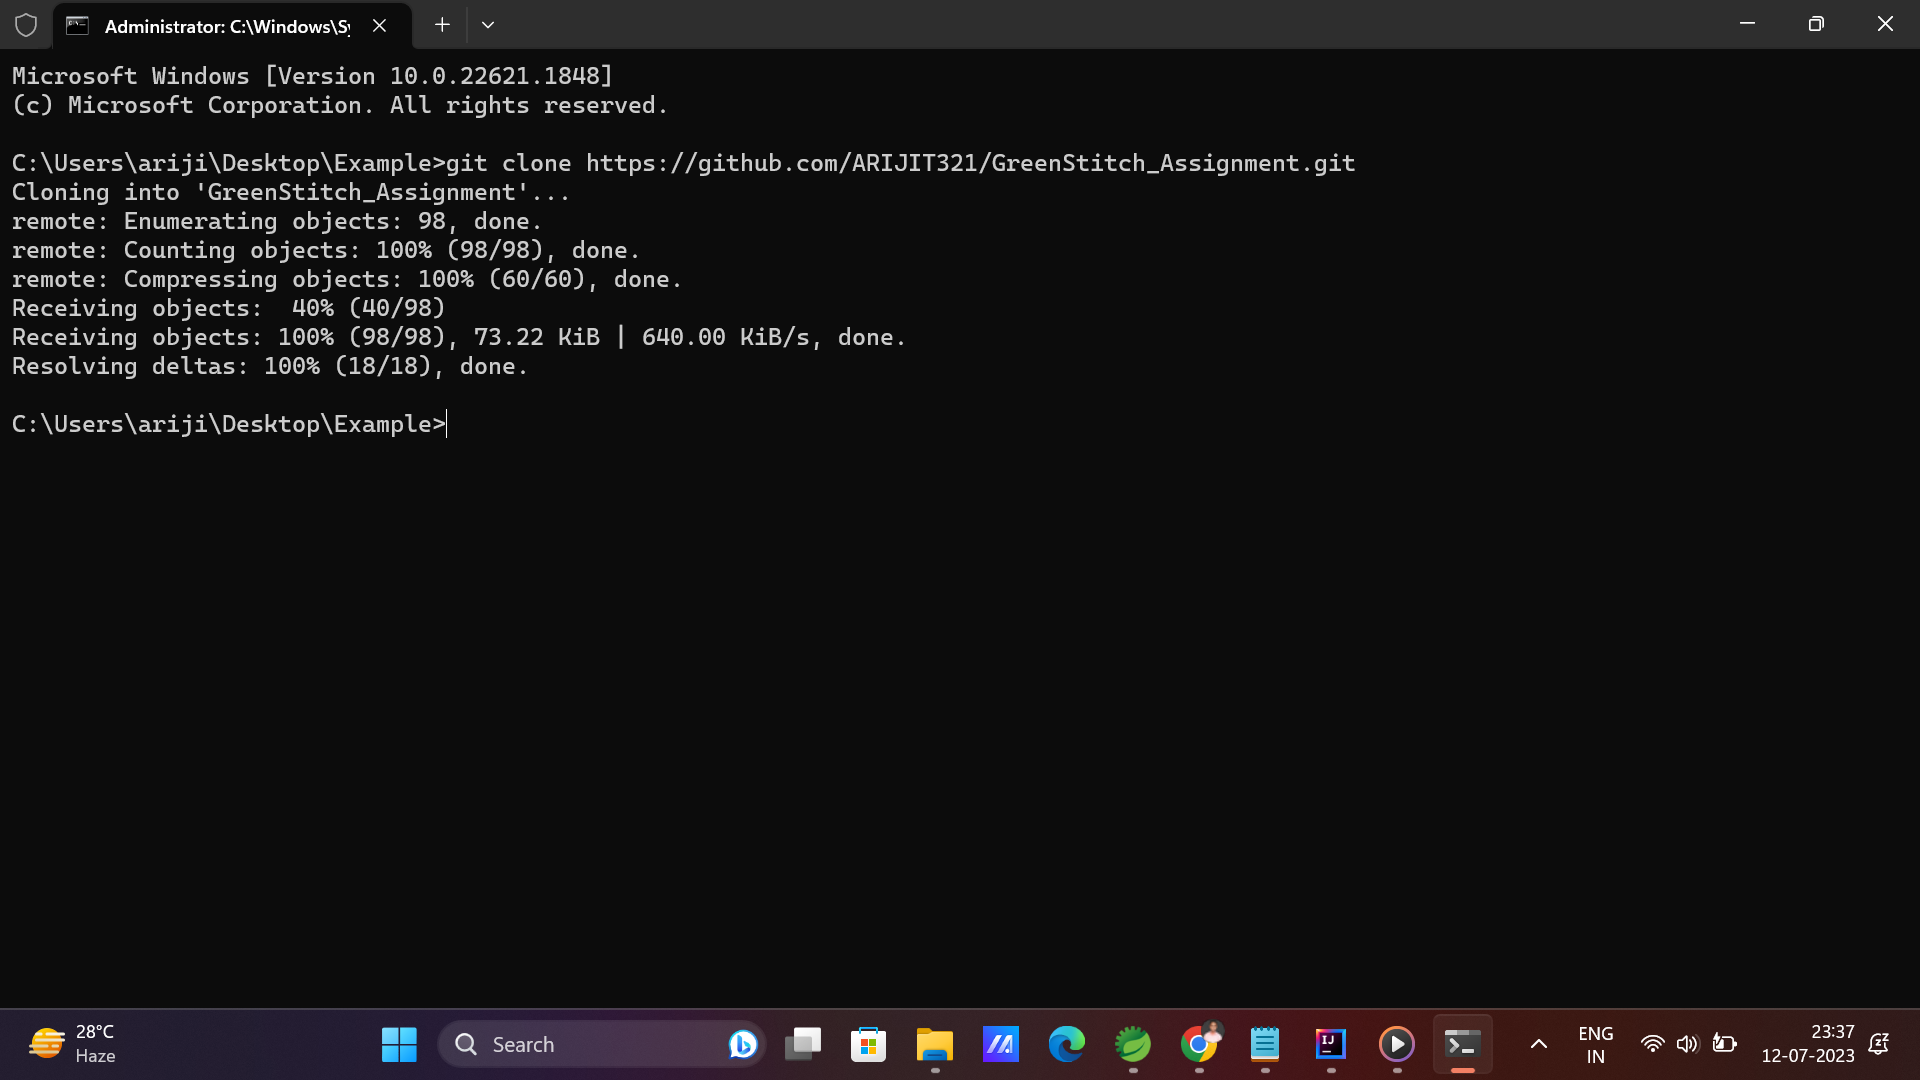 Administrator: C:\Windows\Sy
Microsoft Windows [Version 10.0.22621.1848]
(c) Microsoft Corporation. All rights reserved.
C:\Users\ariji\Desktop\Example>git clone https://github.com/ARIJIT321/GreenStitch_Assignment.git
Cloning into 'GreenStitch_Assignment'...
remote: Enumerating objects: 98, done.
remote: Counting objects: 100% (98/98), done.
remote: Compressing objects: 100% (60/60), done.
Receiving objects:  40% (40/98)
Receiving objects: 100% (98/98), 73.22 KiB | 640.00 KiB/s, done.
Resolving deltas: 100% (18/18), done.
C:\Users\ariji\Desktop\Example>
28°C
Haze
Search
IJ
ENG
IN
23:37
12-07-2023